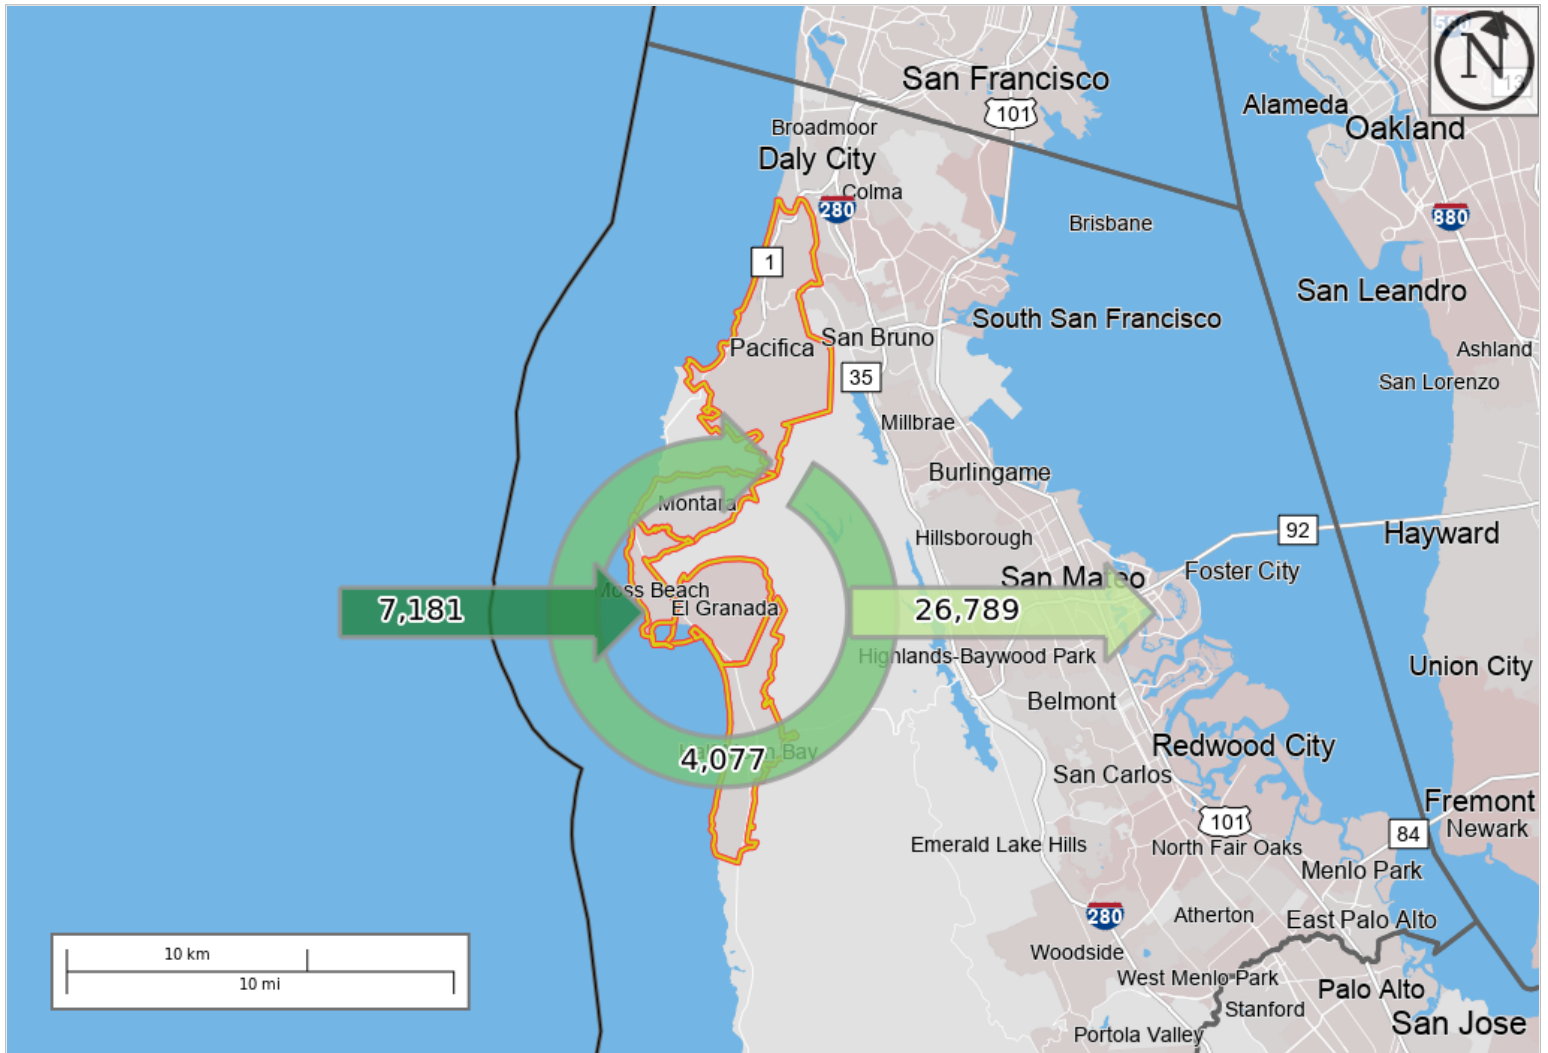 580
N
13
San Francisco
101
Alameda
Oakland
Broadmoor
Daly City
Colma
280
880
Brisbane
1
San Leandro
South San Francisco
Pacifica
San Bruno
Ashland
35
San Lorenzo
Millbrae
Burlingame
Montara
92
Hayward
Hillsborough
San Mateo
Foster City
Moss Beach
El Granada
7,181
26,789
Highlands-Baywood Park
Union City
Belmont
4,077
Redwood City
San Carlos
Fremont
101
Newark
84
Emerald Lake Hills
North Fair Oaks
Menlo Park
280
Atherton
East Palo Alto
Woodside
10 km
10 mi
West Menlo Park
Palo Alto
Stanford
San Jose
Portola Valley